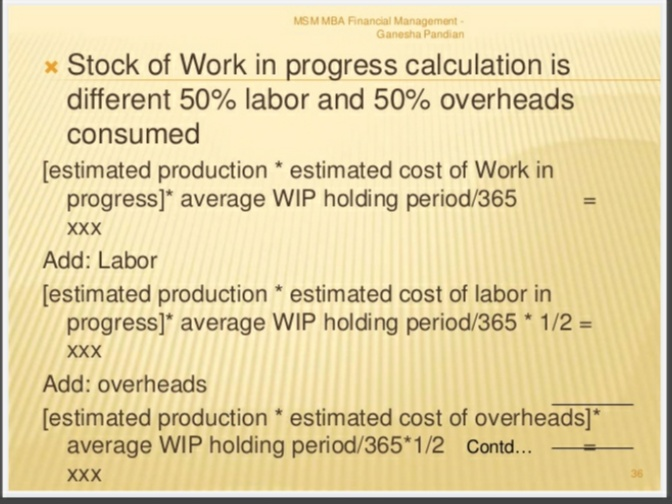 MSM MBA Financial Management -
Ganesha Pandian
Stock of Work in progress calculation is
different 50% labor and 50% overheads
consumed
[estimated production * estimated cost of Work in
progress]* average WIP holding period/365 =
xxx
Add: Labor
[estimated production * estimated cost of labor in
progress]* average WIP holding period/365 * 1/2 =
xxx
Add: overheads
[estimated production * estimated cost of overheads]*
average WIP holding period/365*1/2 Contd... =
xxx
36